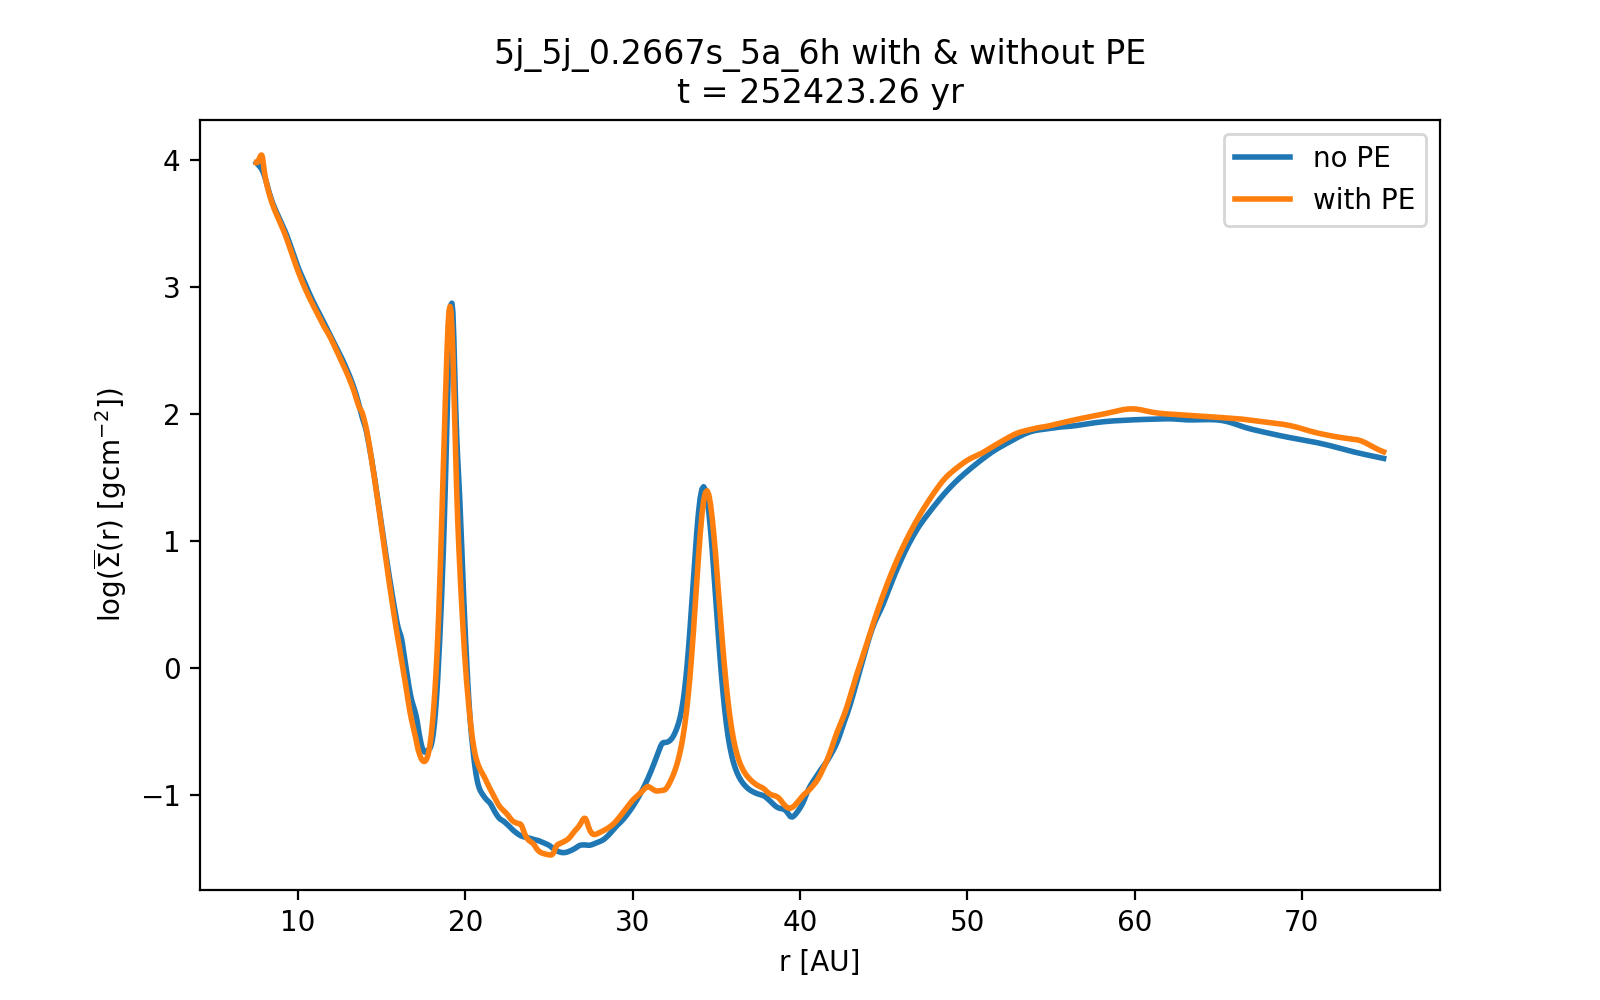 5j_5j_0.2667s_5a_6h with & without PE
t = 252423.26 yr
no PE
with PE
4
3
2
1
0
−1
log(Σ̅(r) [gcm⁻²])
10 20 30 40 50 60 70
r [AU]